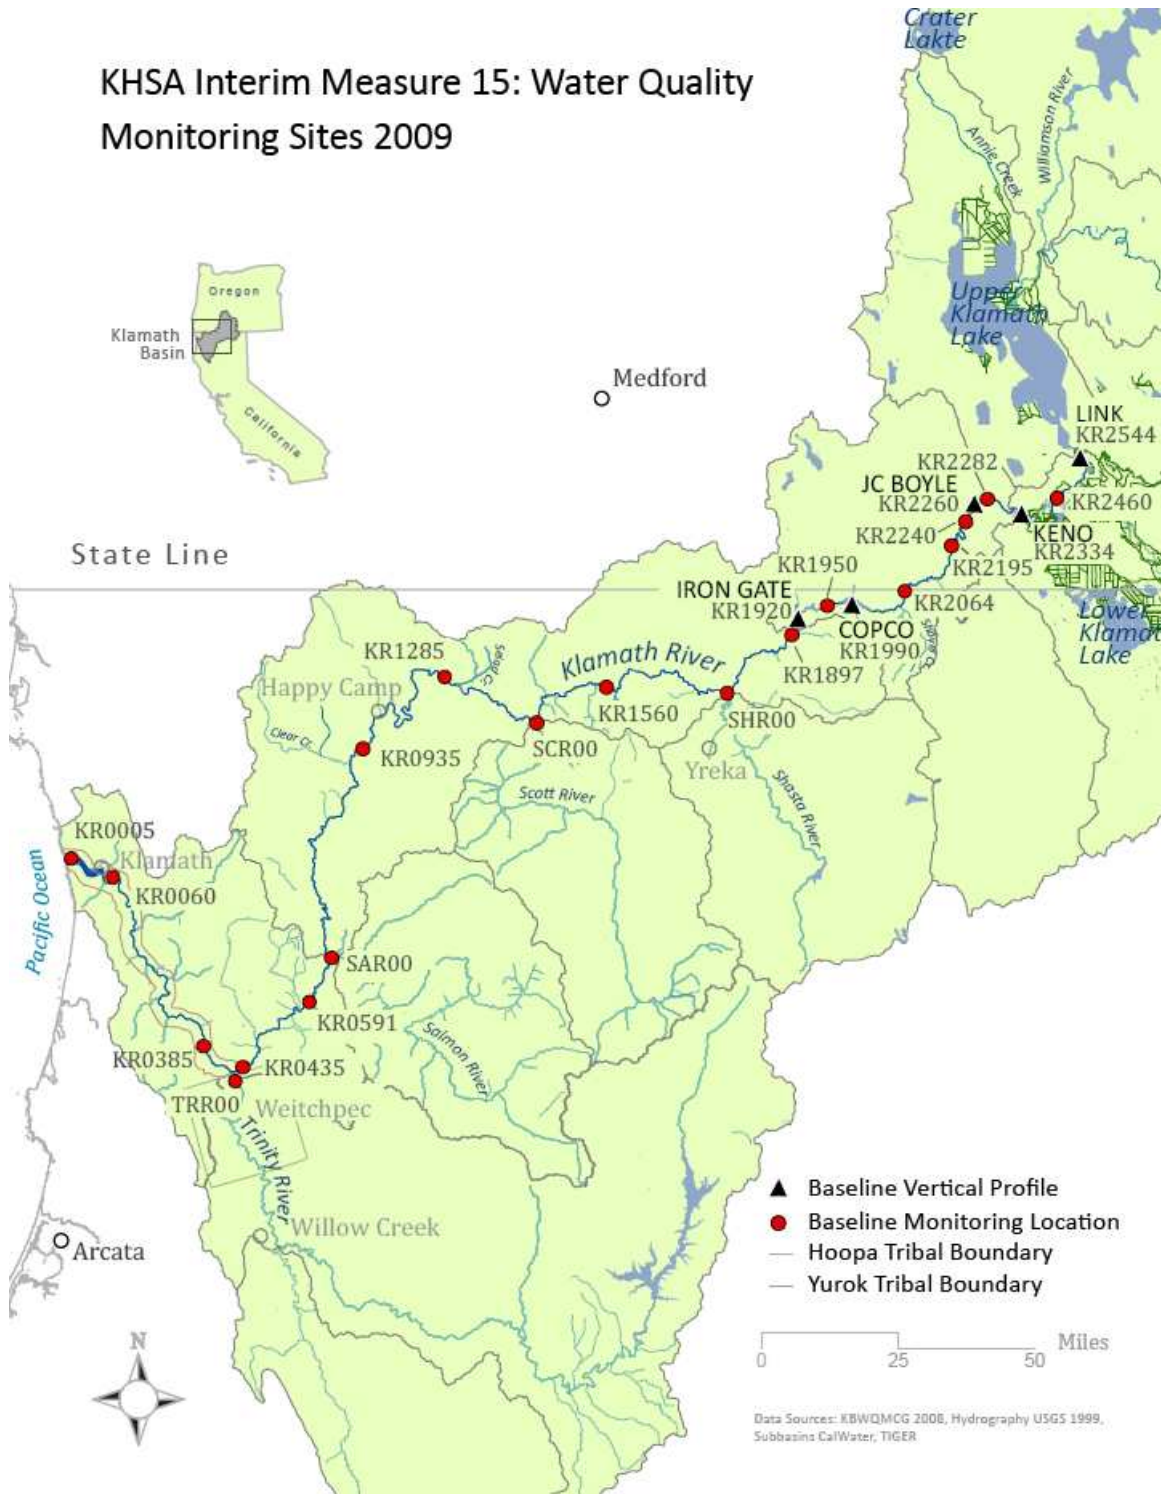 Crater
Lakte
KHSA Interim Measure 15: Water Quality
Monitoring Sites 2009
Williamson River
Annie Creek
Oregon
Klamath
Basin
California
Upper
Klamath
Lake
Medford
LINK
KR2544
KR2282
JC BOYLE
KR2260
KR2460
KR2240
KENO
KR2334
State Line
KR1950
KR2195
IRON GATE
KR1920
KR2064
Lower
Klamat
Lake
COPCO
KR1990
KR1285
Klamath River
KR1897
Happy Camp
KR1560
SHR00
Clear Cr.
KR0935
SCR00
Yreka
Scott River
Shasta River
KR0005
Klamath
KR0060
Pacific Ocean
SAR00
KR0591
Salmon River
KR0385
KR0435
TRR00
Weitchpec
Trinity River
Willow Creek
Arcata
Baseline Vertical Profile
Baseline Monitoring Location
Hoopa Tribal Boundary
Yurok Tribal Boundary
N
Miles
0 25 50
Data Sources: KBWQMCG 2008, Hydrography USGS 1999,
Subbasins CalWater, TIGER